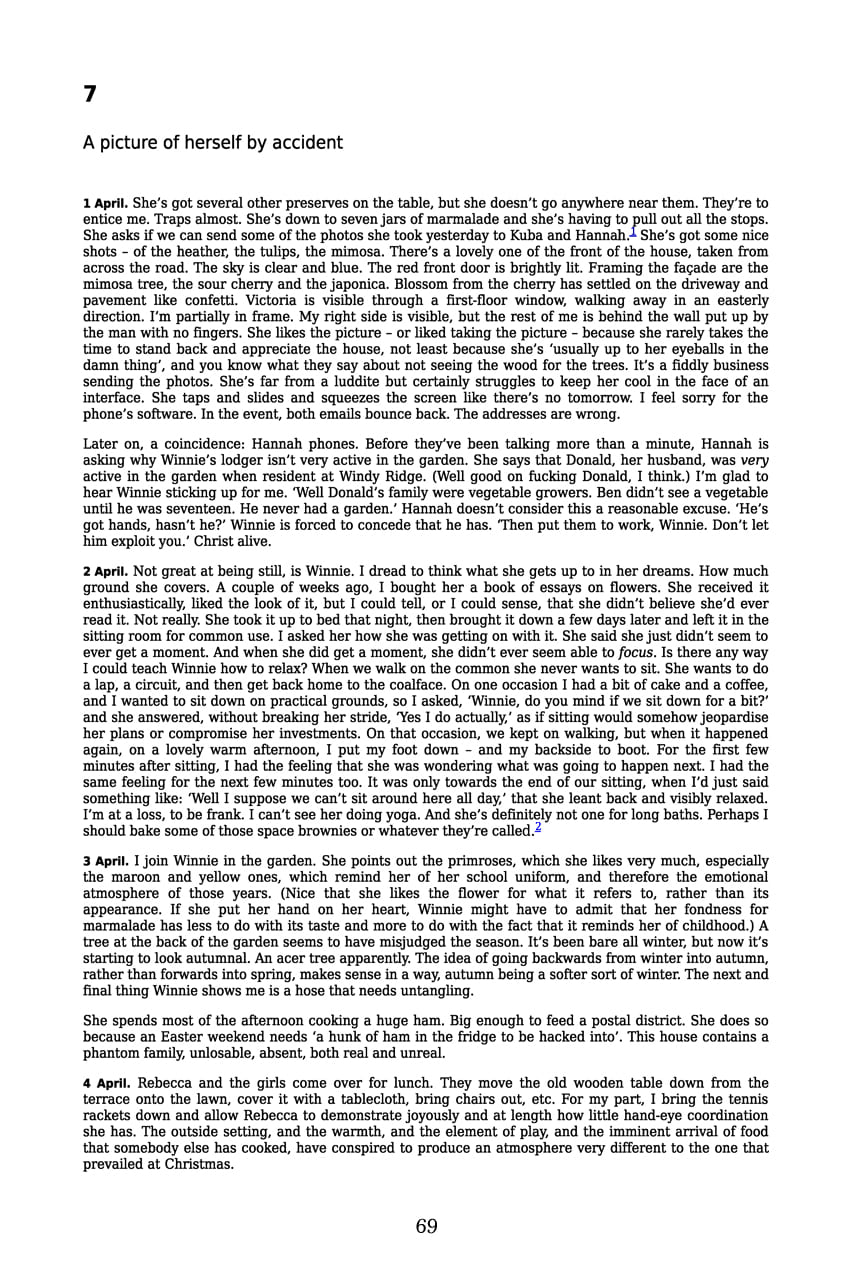 7
A picture of herself by accident
1 April. She’s got several other preserves on the table, but she doesn’t go anywhere near them. They’re to
entice me. Traps almost. She’s down to seven jars of marmalade and she’s having to pull out all the stops.
She asks if we can send some of the photos she took yesterday to Kuba and Hannah.1 She’s got some nice
shots – of the heather, the tulips, the mimosa. There’s a lovely one of the front of the house, taken from
across the road. The sky is clear and blue. The red front door is brightly lit. Framing the façade are the
mimosa tree, the sour cherry and the japonica. Blossom from the cherry has settled on the driveway and
pavement like confetti. Victoria is visible through a first-floor window, walking away in an easterly
direction. I’m partially in frame. My right side is visible, but the rest of me is behind the wall put up by
the man with no fingers. She likes the picture – or liked taking the picture – because she rarely takes the
time to stand back and appreciate the house, not least because she’s ‘usually up to her eyeballs in the
damn thing’, and you know what they say about not seeing the wood for the trees. It’s a fiddly business
sending the photos. She’s far from a luddite but certainly struggles to keep her cool in the face of an
interface. She taps and slides and squeezes the screen like there’s no tomorrow. I feel sorry for the
phone’s software. In the event, both emails bounce back. The addresses are wrong.
Later on, a coincidence: Hannah phones. Before they’ve been talking more than a minute, Hannah is
asking why Winnie’s lodger isn’t very active in the garden. She says that Donald, her husband, was very
active in the garden when resident at Windy Ridge. (Well good on fucking Donald, I think.) I’m glad to
hear Winnie sticking up for me. ‘Well Donald’s family were vegetable growers. Ben didn’t see a vegetable
until he was seventeen. He never had a garden.’ Hannah doesn’t consider this a reasonable excuse. ‘He’s
got hands, hasn’t he?’ Winnie is forced to concede that he has. ‘Then put them to work, Winnie. Don’t let
him exploit you.’ Christ alive.
2 April. Not great at being still, is Winnie. I dread to think what she gets up to in her dreams. How much
ground she covers. A couple of weeks ago, I bought her a book of essays on flowers. She received it
enthusiastically, liked the look of it, but I could tell, or I could sense, that she didn’t believe she’d ever
read it. Not really. She took it up to bed that night, then brought it down a few days later and left it in the
sitting room for common use. I asked her how she was getting on with it. She said she just didn’t seem to
ever get a moment. And when she did get a moment, she didn’t ever seem able to focus. Is there any way
I could teach Winnie how to relax? When we walk on the common she never wants to sit. She wants to do
a lap, a circuit, and then get back home to the coalface. On one occasion I had a bit of cake and a coffee,
and I wanted to sit down on practical grounds, so I asked, ‘Winnie, do you mind if we sit down for a bit?’
and she answered, without breaking her stride, ‘Yes I do actually,’ as if sitting would somehow jeopardise
her plans or compromise her investments. On that occasion, we kept on walking, but when it happened
again, on a lovely warm afternoon, I put my foot down – and my backside to boot. For the first few
minutes after sitting, I had the feeling that she was wondering what was going to happen next. I had the
same feeling for the next few minutes too. It was only towards the end of our sitting, when I’d just said
something like: ‘Well I suppose we can’t sit around here all day,’ that she leant back and visibly relaxed.
I’m at a loss, to be frank. I can’t see her doing yoga. And she’s definitely not one for long baths. Perhaps I
should bake some of those space brownies or whatever they’re called.2
3 April. I join Winnie in the garden. She points out the primroses, which she likes very much, especially
the maroon and yellow ones, which remind her of her school uniform, and therefore the emotional
atmosphere of those years. (Nice that she likes the flower for what it refers to, rather than its
appearance. If she put her hand on her heart, Winnie might have to admit that her fondness for
marmalade has less to do with its taste and more to do with the fact that it reminds her of childhood.) A
tree at the back of the garden seems to have misjudged the season. It’s been bare all winter, but now it’s
starting to look autumnal. An acer tree apparently. The idea of going backwards from winter into autumn,
rather than forwards into spring, makes sense in a way, autumn being a softer sort of winter. The next and
final thing Winnie shows me is a hose that needs untangling.
She spends most of the afternoon cooking a huge ham. Big enough to feed a postal district. She does so
because an Easter weekend needs ‘a hunk of ham in the fridge to be hacked into’. This house contains a
phantom family, unlosable, absent, both real and unreal.
4 April. Rebecca and the girls come over for lunch. They move the old wooden table down from the
terrace onto the lawn, cover it with a tablecloth, bring chairs out, etc. For my part, I bring the tennis
rackets down and allow Rebecca to demonstrate joyously and at length how little hand-eye coordination
she has. The outside setting, and the warmth, and the element of play, and the imminent arrival of food
that somebody else has cooked, have conspired to produce an atmosphere very different to the one that
prevailed at Christmas.
69